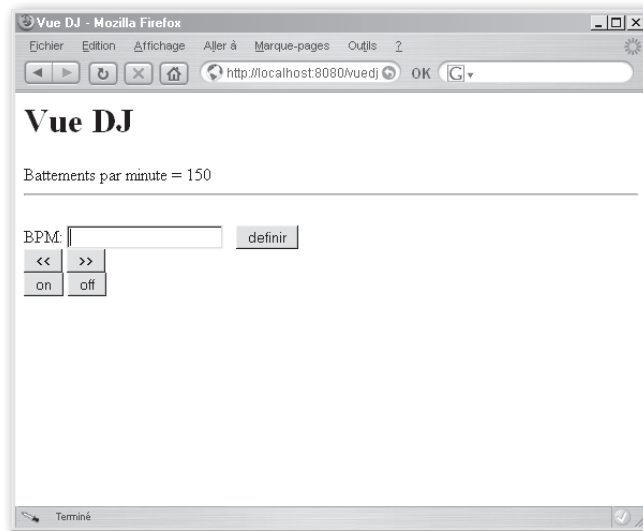 Vue DJ - Mozilla Firefox
Fichier Edition Affichage Aller à Marque-pages Outils ?
http://localhost:8080/vuedj OK G
Vue DJ
Battements par minute = 150
BPM: definir
<< >>
on off
Terminé